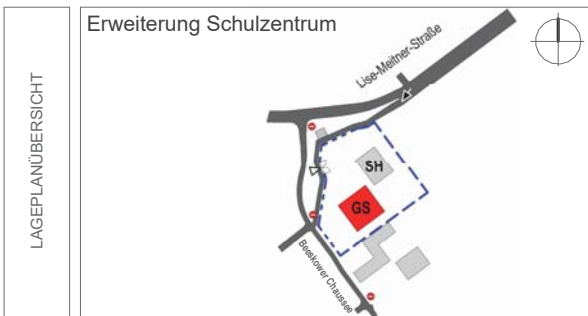 LAGEPLANÜBERSICHT
Erweiterung Schulzentrum
Lise-Meitner-Straße
SH
GS
Beeskower Chaussee